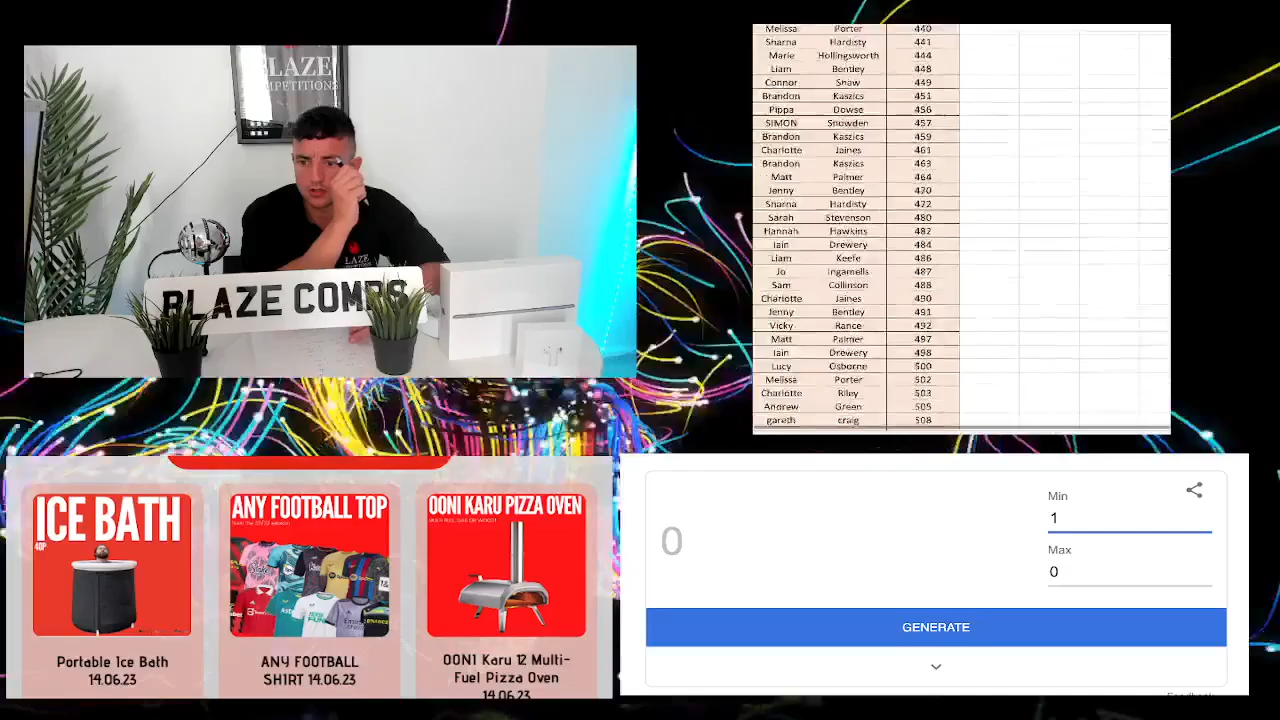 LAZE
OMPETITIONS
LAZE
BLAZE COMPS
Melissa Porter 440
Sharna Hardisty 441
Marie Hollingsworth 444
Liam Bentley 448
Connor Shaw 449
Brandon Kaszics 451
Pippa Dowse 456
SIMON Snowden 457
Brandon Kaszics 459
Charlotte Jaines 461
Brandon Kaszics 463
Matt Palmer 464
Jenny Bentley 470
Sharna Hardisty 472
Sarah Stevenson 480
Hannah Hawkins 482
Iain Drewery 484
Liam Keefe 486
Jo Ingamells 487
Sam Collinson 488
Charlotte Jaines 490
Jenny Bentley 491
Vicky Rance 492
Matt Palmer 497
Iain Drewery 498
Lucy Osborne 500
Melissa Porter 502
Charlotte Riley 503
Andrew Green 505
gareth craig 508
ICE BATH
40P
Portable Ice Bath
14.06.23
ANY FOOTBALL TOP
ANY FOOTBALL
SHIRT 14.06.23
OONI KARU PIZZA OVEN
OONI Karu 12 Multi-
Fuel Pizza Oven
14.06.23
0
Min
1
Max
0
GENERATE
Feedback